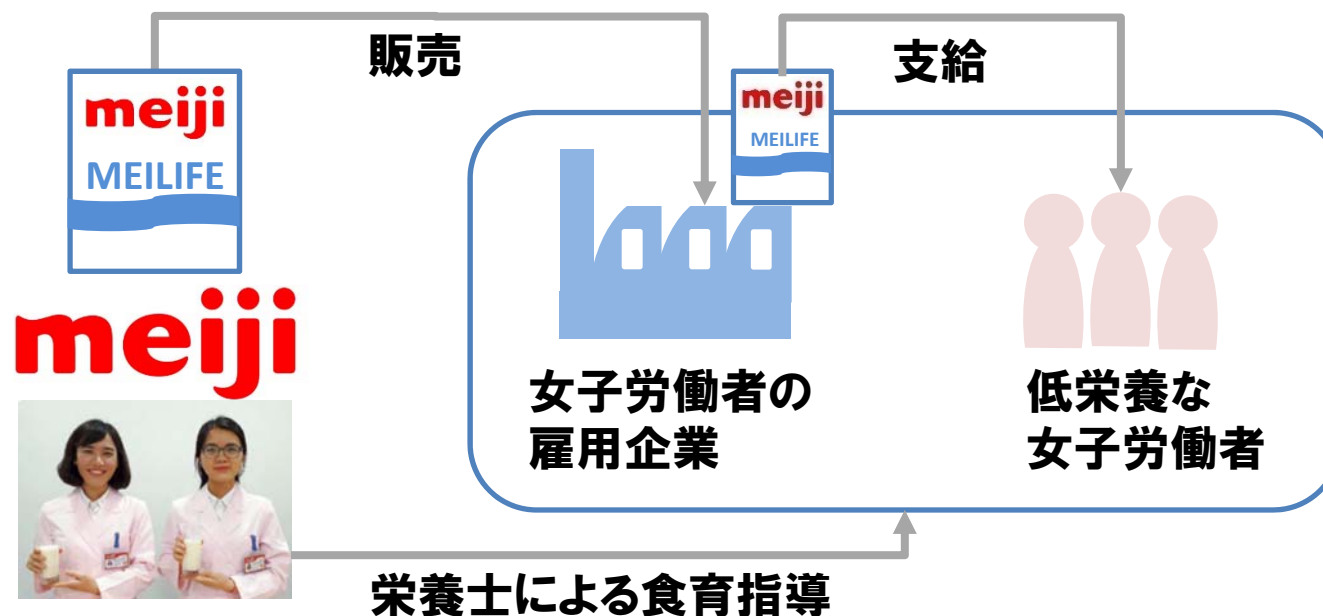 販売
支給
meiji
MEILIFE
meiji
MEILIFE
meiji
女子労働者の
雇用企業
低栄養な
女子労働者
栄養士による食育指導